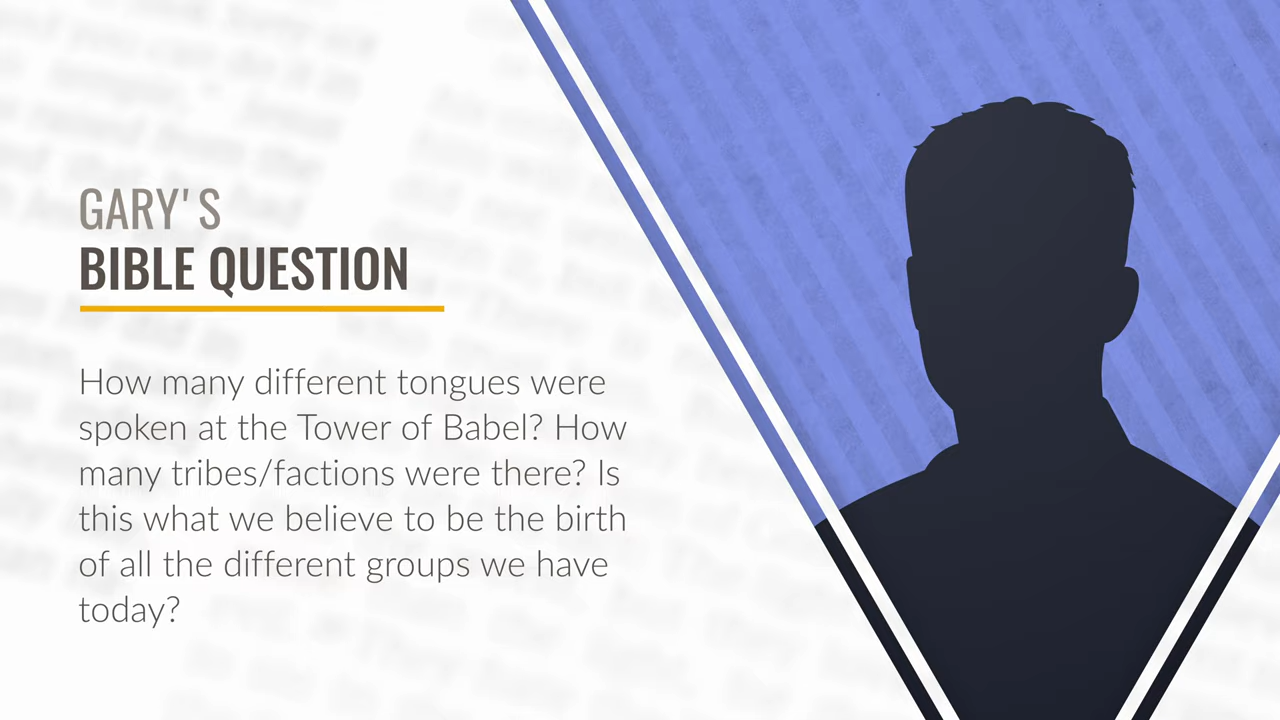 GARY'S
BIBLE QUESTION
How many different tongues were
spoken at the Tower of Babel? How
many tribes/factions were there? Is
this what we believe to be the birth
of all the different groups we have
today?